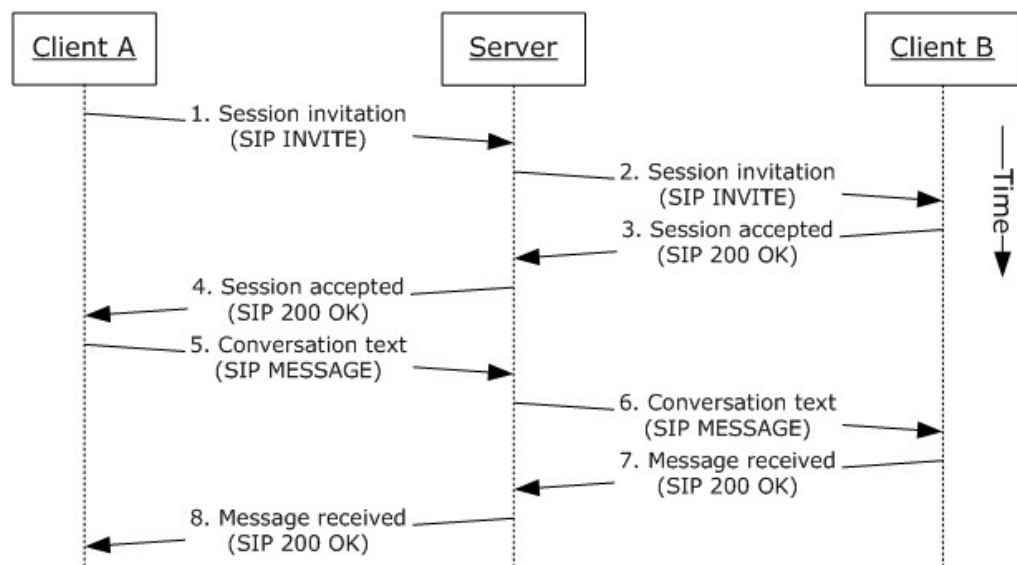 Client A
Server
Client B
1. Session invitation
(SIP INVITE)
2. Session invitation
(SIP INVITE)
Time
3. Session accepted
(SIP 200 OK)
4. Session accepted
(SIP 200 OK)
5. Conversation text
(SIP MESSAGE)
6. Conversation text
(SIP MESSAGE)
7. Message received
(SIP 200 OK)
8. Message received
(SIP 200 OK)